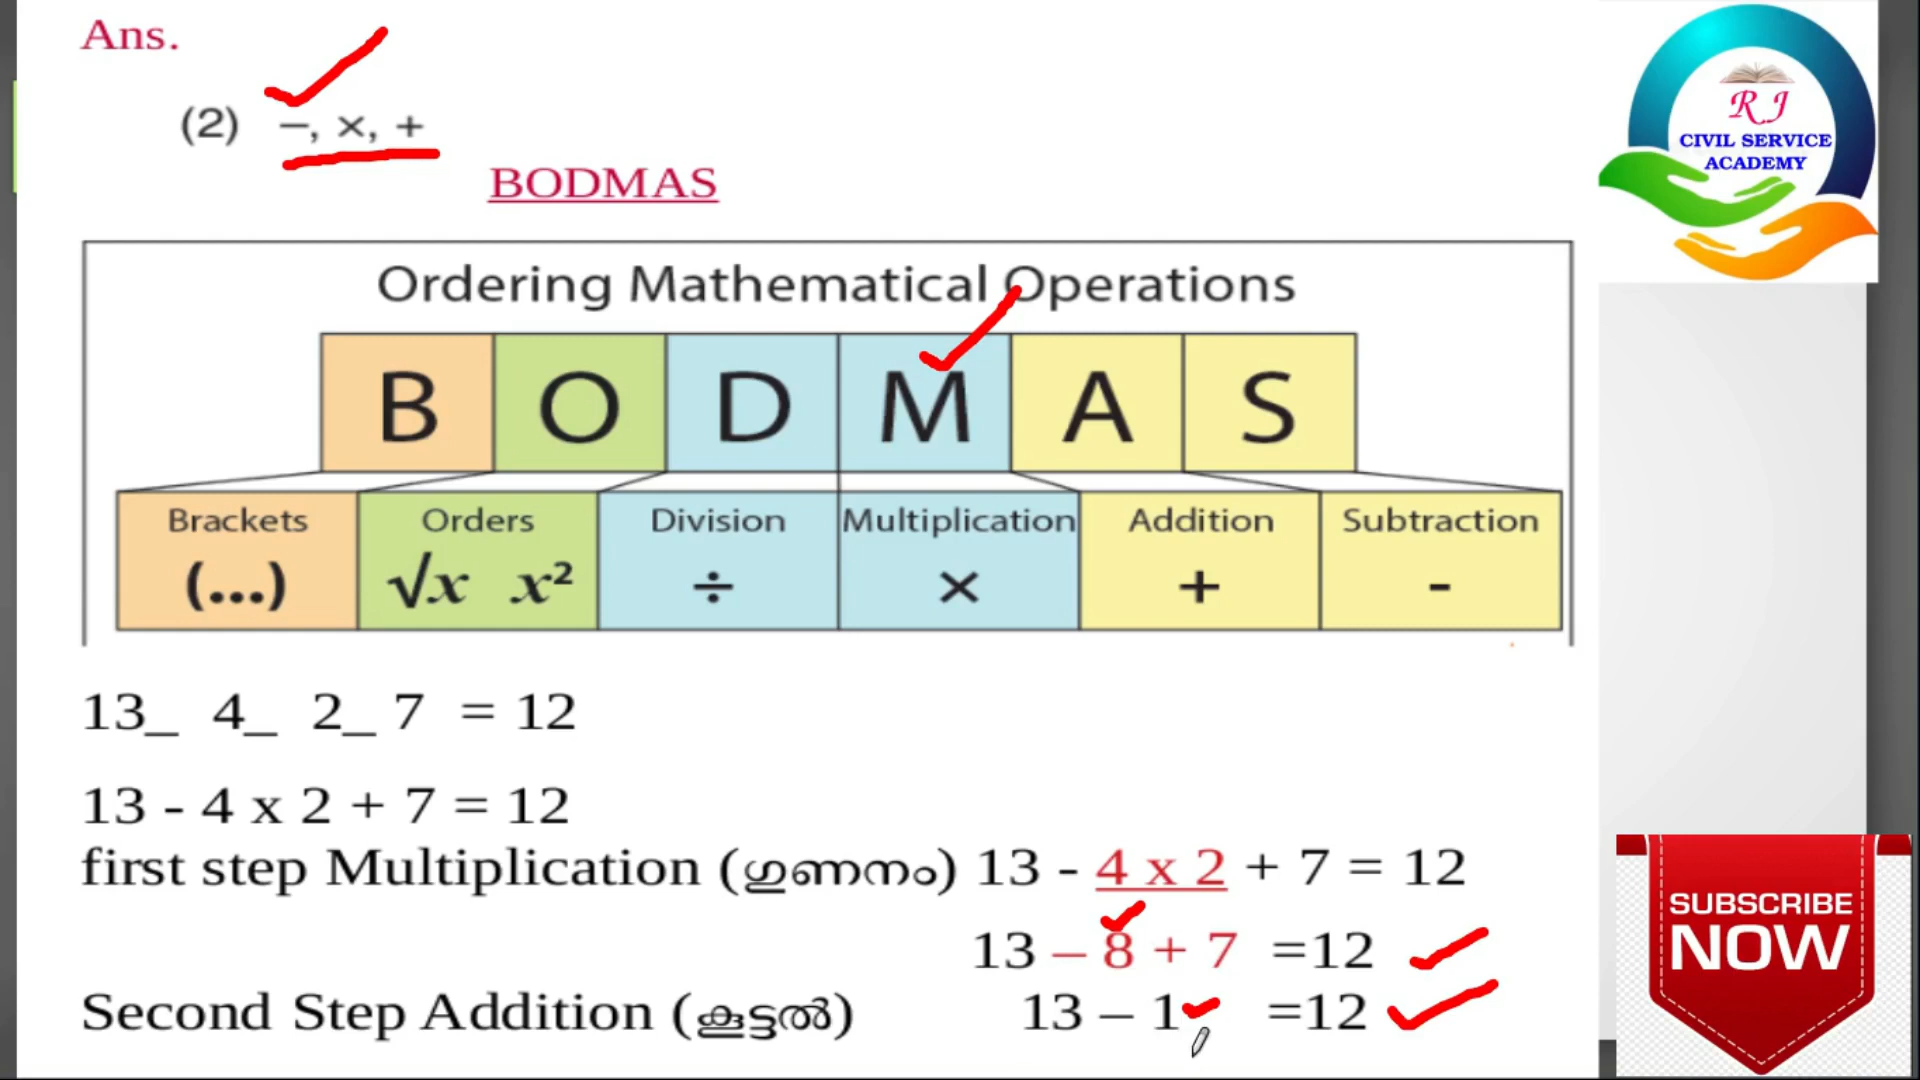 Ans.
(2) −, ×, +
BODMAS
Ordering Mathematical Operations
B O D M A S
Brackets Orders Division Multiplication Addition Subtraction
(...) √x x² ÷ × + -
13_ 4_ 2_ 7 = 12
13 - 4 x 2 + 7 = 12
first step Multiplication (ഗുണനം) 13 - 4 x 2 + 7 = 12
13 – 8 + 7 =12
Second Step Addition (കൂട്ടൽ) 13 – 1 =12
RJ
CIVIL SERVICE
ACADEMY
SUBSCRIBE
NOW